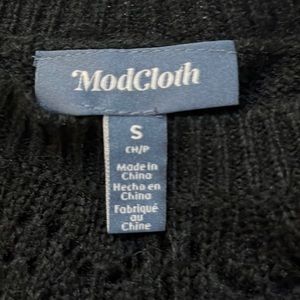 ModCloth
S
CH/P
Made in
China
Hecho en
China
Fabriqué
au
Chine